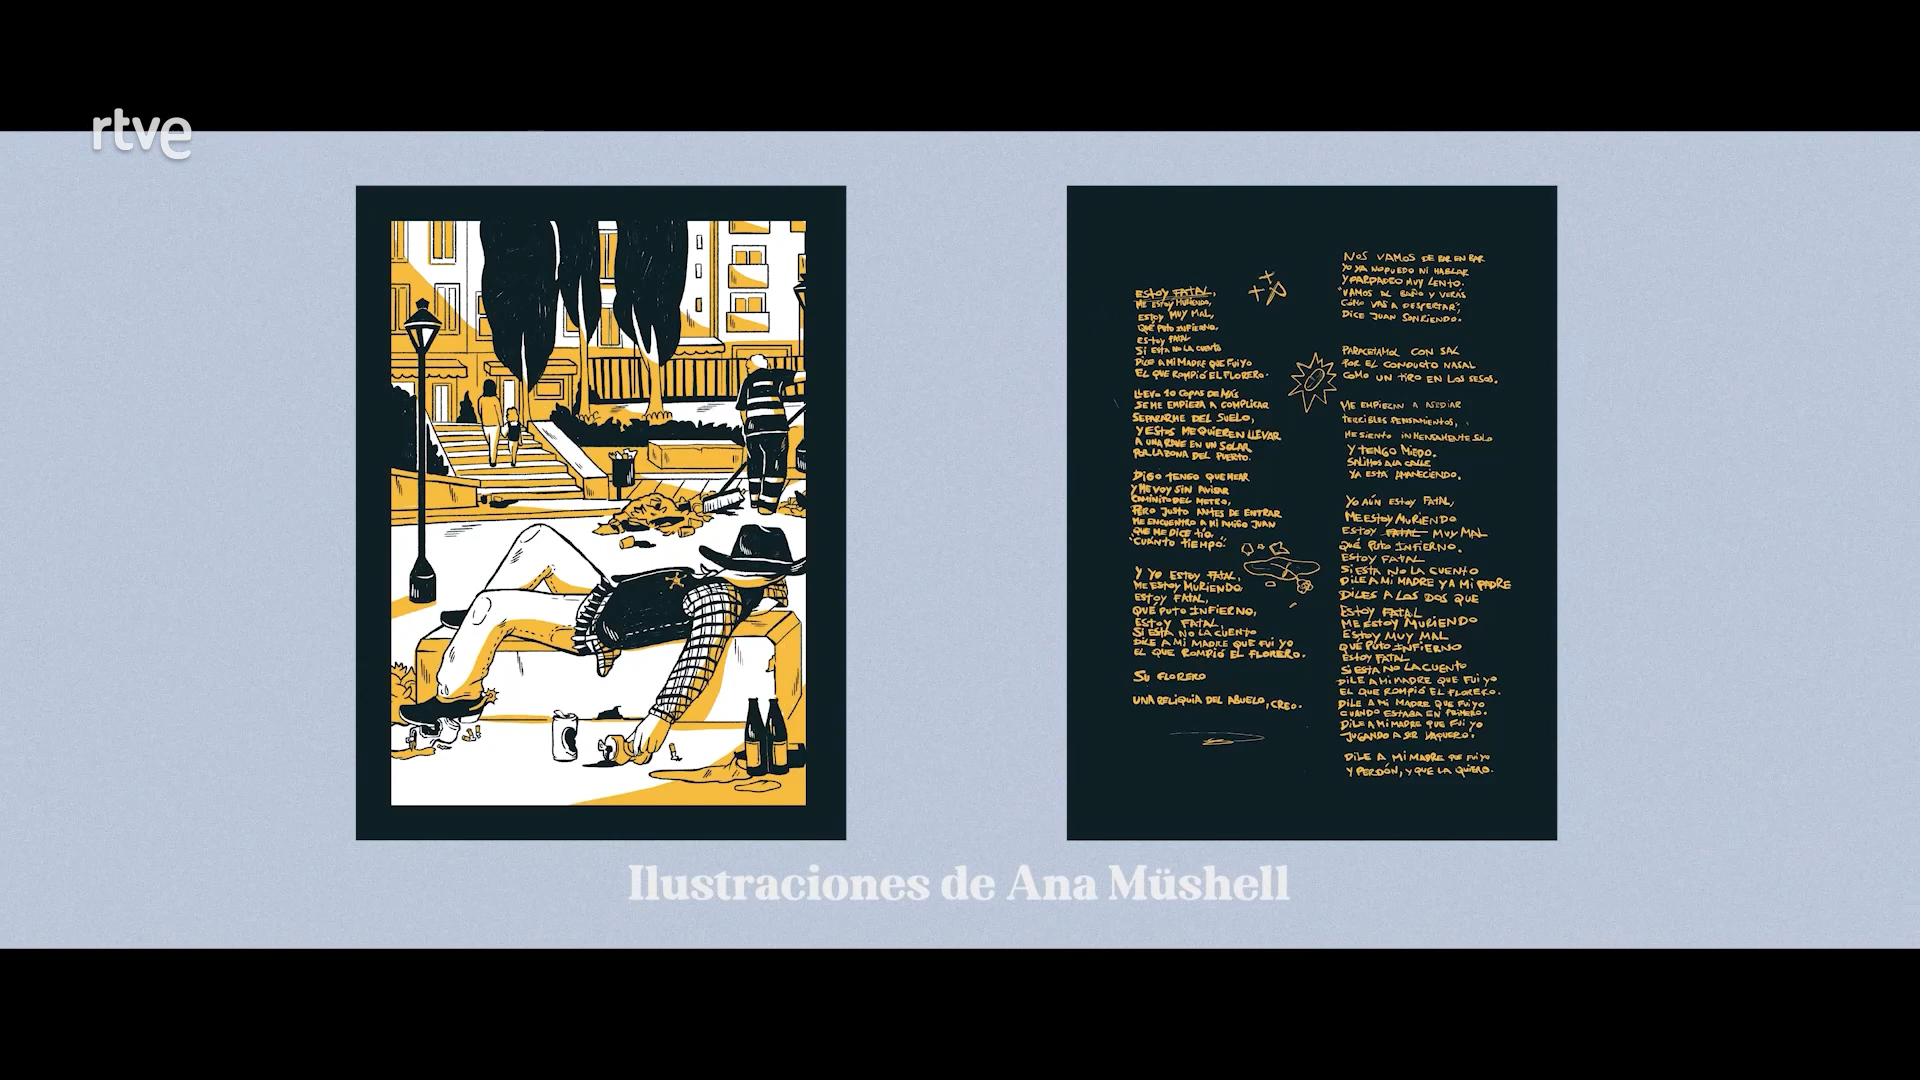 rtve
ESTOY FATAL,
ME ESTOY MURIENDO,
ESTOY MUY MAL,
QUÉ PUTO INFIERNO.
ESTOY FATAL
SI ESTA NO LA CUENTO
DILE A MI MADRE QUE FUI YO
EL QUE ROMPIÓ EL FLORERO.
LLEVO 10 COPAS DE MÁS
SE ME EMPIEZA A COMPLICAR
SEPARARME DEL SUELO,
Y ESTOS ME QUIEREN LLEVAR
A UNA RAVE EN UN SOLAR
POR LA ZONA DEL PUERTO.
DIGO TENGO QUE MEAR
Y ME VOY SIN AVISAR
CAMINITO DEL METRO,
PERO JUSTO ANTES DE ENTRAR
ME ENCUENTRO A MI AMIGO JUAN
QUE ME DICE TÍO,
"CUÁNTO TIEMPO".
Y YO ESTOY FATAL,
ME ESTOY MURIENDO,
ESTOY FATAL,
QUÉ PUTO INFIERNO,
ESTOY FATAL,
SI ESTA NO LA CUENTO
DILE A MI MADRE QUE FUI YO
EL QUE ROMPIÓ EL FLORERO.
SU FLORERO
UNA RELIQUIA DEL ABUELO, CREO.
NOS VAMOS DE BAR EN BAR
YO YA NO PUEDO NI HABLAR
Y PARPADEO MUY LENTO.
"VAMOS AL BAÑO Y VERÁS
CÓMO VAS A DESPERTAR",
DICE JUAN SONRIENDO.
PARACETAMOL CON SAL
POR EL CONDUCTO NASAL
COMO UN TIRO EN LOS SESOS.
ME EMPIEZAN A ASEDIAR
TERRIBLES PENSAMIENTOS,
ME SIENTO INMENSAMENTE SOLO
Y TENGO MIEDO.
SALIMOS A LA CALLE
YA ESTÁ AMANECIENDO.
YO AÚN ESTOY FATAL,
ME ESTOY MURIENDO
ESTOY FATAL MUY MAL
QUÉ PUTO INFIERNO.
ESTOY FATAL
SI ESTA NO LA CUENTO
DILE A MI MADRE Y A MI PADRE
DILES A LOS DOS QUE
ESTOY FATAL
ME ESTOY MURIENDO
ESTOY MUY MAL
QUÉ PUTO INFIERNO
ESTOY FATAL
SI ESTA NO LA CUENTO
DILE A MI MADRE QUE FUI YO
EL QUE ROMPIÓ EL FLORERO.
DILE A MI MADRE QUE FUI YO
CUANDO ESTABA EN PRIMERO.
DILE A MI MADRE QUE FUI YO
JUGANDO A SER VAQUERO.
DILE A MI MADRE QUE FUI YO
Y PERDÓN, Y QUE LA QUIERO.
Ilustraciones de Ana Müshell